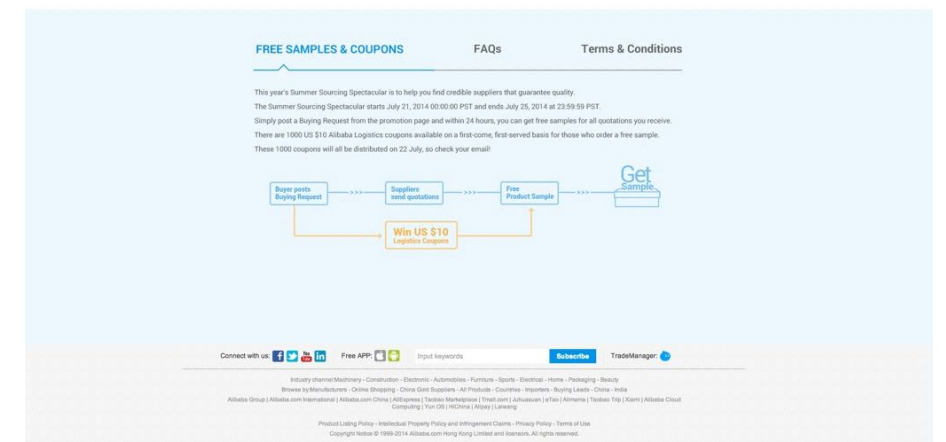 FREE SAMPLES & COUPONS FAQs Terms & Conditions
This year's Summer Sourcing Spectacular is to help you find credible suppliers that guarantee quality.
The Summer Sourcing Spectacular starts July 21, 2014 00:00:00 PST and ends July 25, 2014 at 23:59:59 PST.
Simply post a Buying Request from the promotion page and within 24 hours, you can get free samples for all quotations you receive.
There are 1000 US $10 Alibaba Logistics coupons available on a first-come, first-served basis for those who order a free sample.
These 1000 coupons will all be distributed on 22 July, so check your email!
Buyer posts
Buying Request
>>>
Suppliers
send quotations
>>>
Free
Product Sample
>>>
Get
Sample
Win US $10
Logistics Coupons
Connect with us: f You Tube in Free APP: Input keywords Subscribe TradeManager:
Industry channel:Machinery - Construction - Electronic - Automobiles - Furniture - Sports - Electrical - Home - Packaging - Beauty
Browse by:Manufacturers - Online Shopping - China Gold Suppliers - All Products - Countries - Importers - Buying Leads - China - India
Alibaba Group | Alibaba.com International | Alibaba.com China | AliExpress | Taobao Marketplace | Tmall.com | Juhuasuan | eTao | Alimama | Taobao Trip | Xiami | Alibaba Cloud
Computing | Yun OS | HiChina | Alipay | Laiwang
Product Listing Policy - Intellectual Property Policy and Infringement Claims - Privacy Policy - Terms of Use
Copyright Notice © 1999-2014 Alibaba.com Hong Kong Limited and licensors. All rights reserved.